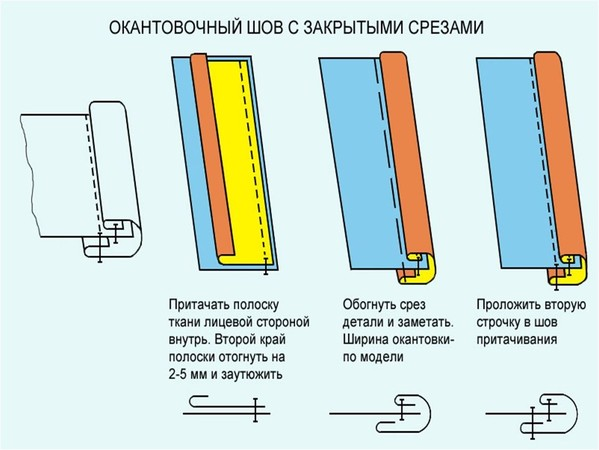 ОКАНТОВОЧНЫЙ ШОВ С ЗАКРЫТЫМИ СРЕЗАМИ
Притачать полоску
ткани лицевой стороной
внутрь. Второй край
полоски отогнуть на
2-5 мм и заутюжить
Обогнуть срез
детали и заметать.
Ширина окантовки-
по модели
Проложить вторую
строчку в шов
притачивания